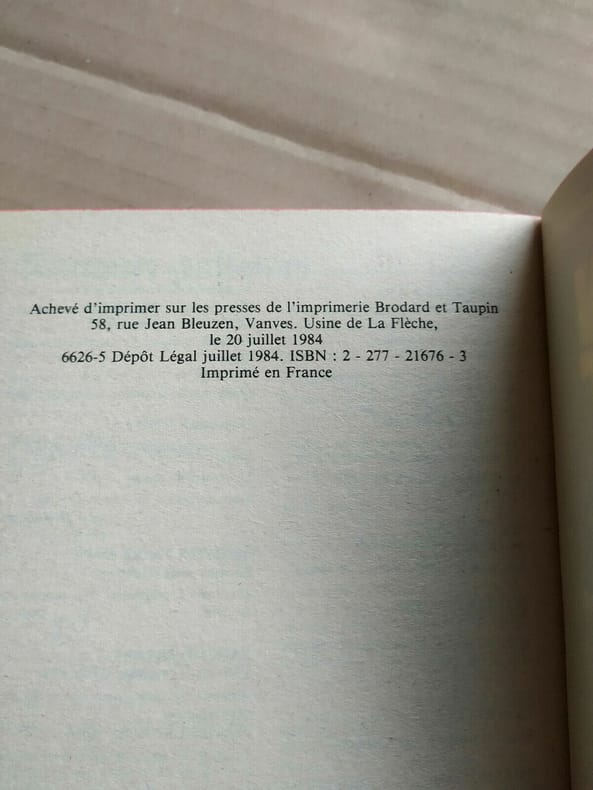 Achevé d'imprimer sur les presses de l'imprimerie Brodard et Taupin
58, rue Jean Bleuzen, Vanves. Usine de La Flèche,
le 20 juillet 1984
6626-5 Dépôt Légal juillet 1984. ISBN : 2 - 277 - 21676 - 3
Imprimé en France